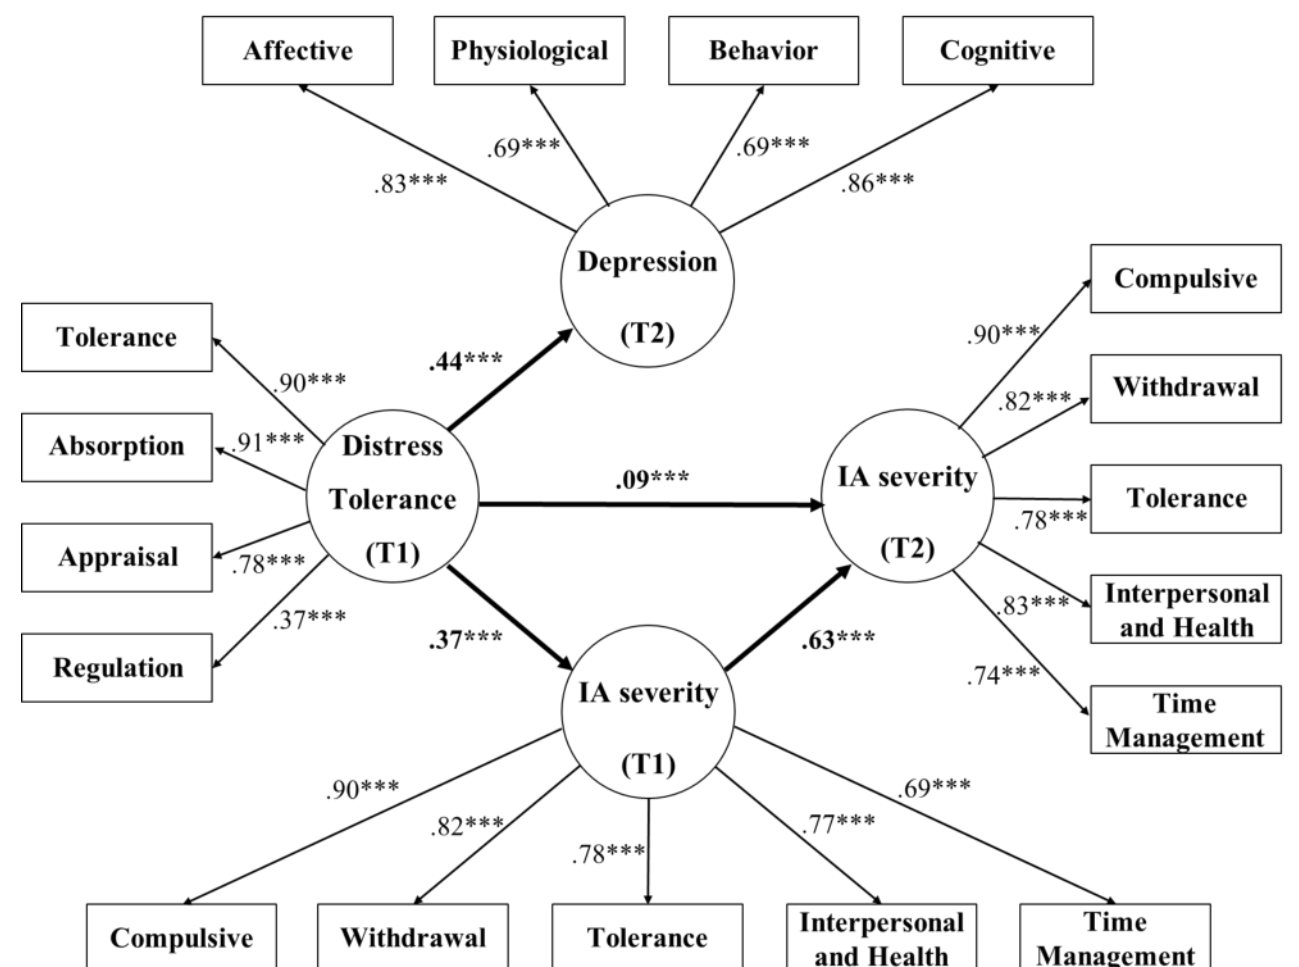 Affective
Physiological
Behavior
Cognitive
.83***
.69***
.69***
.86***
Depression
(T2)
Tolerance
Absorption
Appraisal
Regulation
.90***
.91***
.78***
.37***
Distress
Tolerance
(T1)
.44***
.09***
.37***
.63***
IA severity
(T2)
.90***
.82***
.78***
.83***
.74***
Compulsive
Withdrawal
Tolerance
Interpersonal
and Health
Time
Management
IA severity
(T1)
.90***
.82***
.78***
.77***
.69***
Compulsive
Withdrawal
Tolerance
Interpersonal
and Health
Time
Management